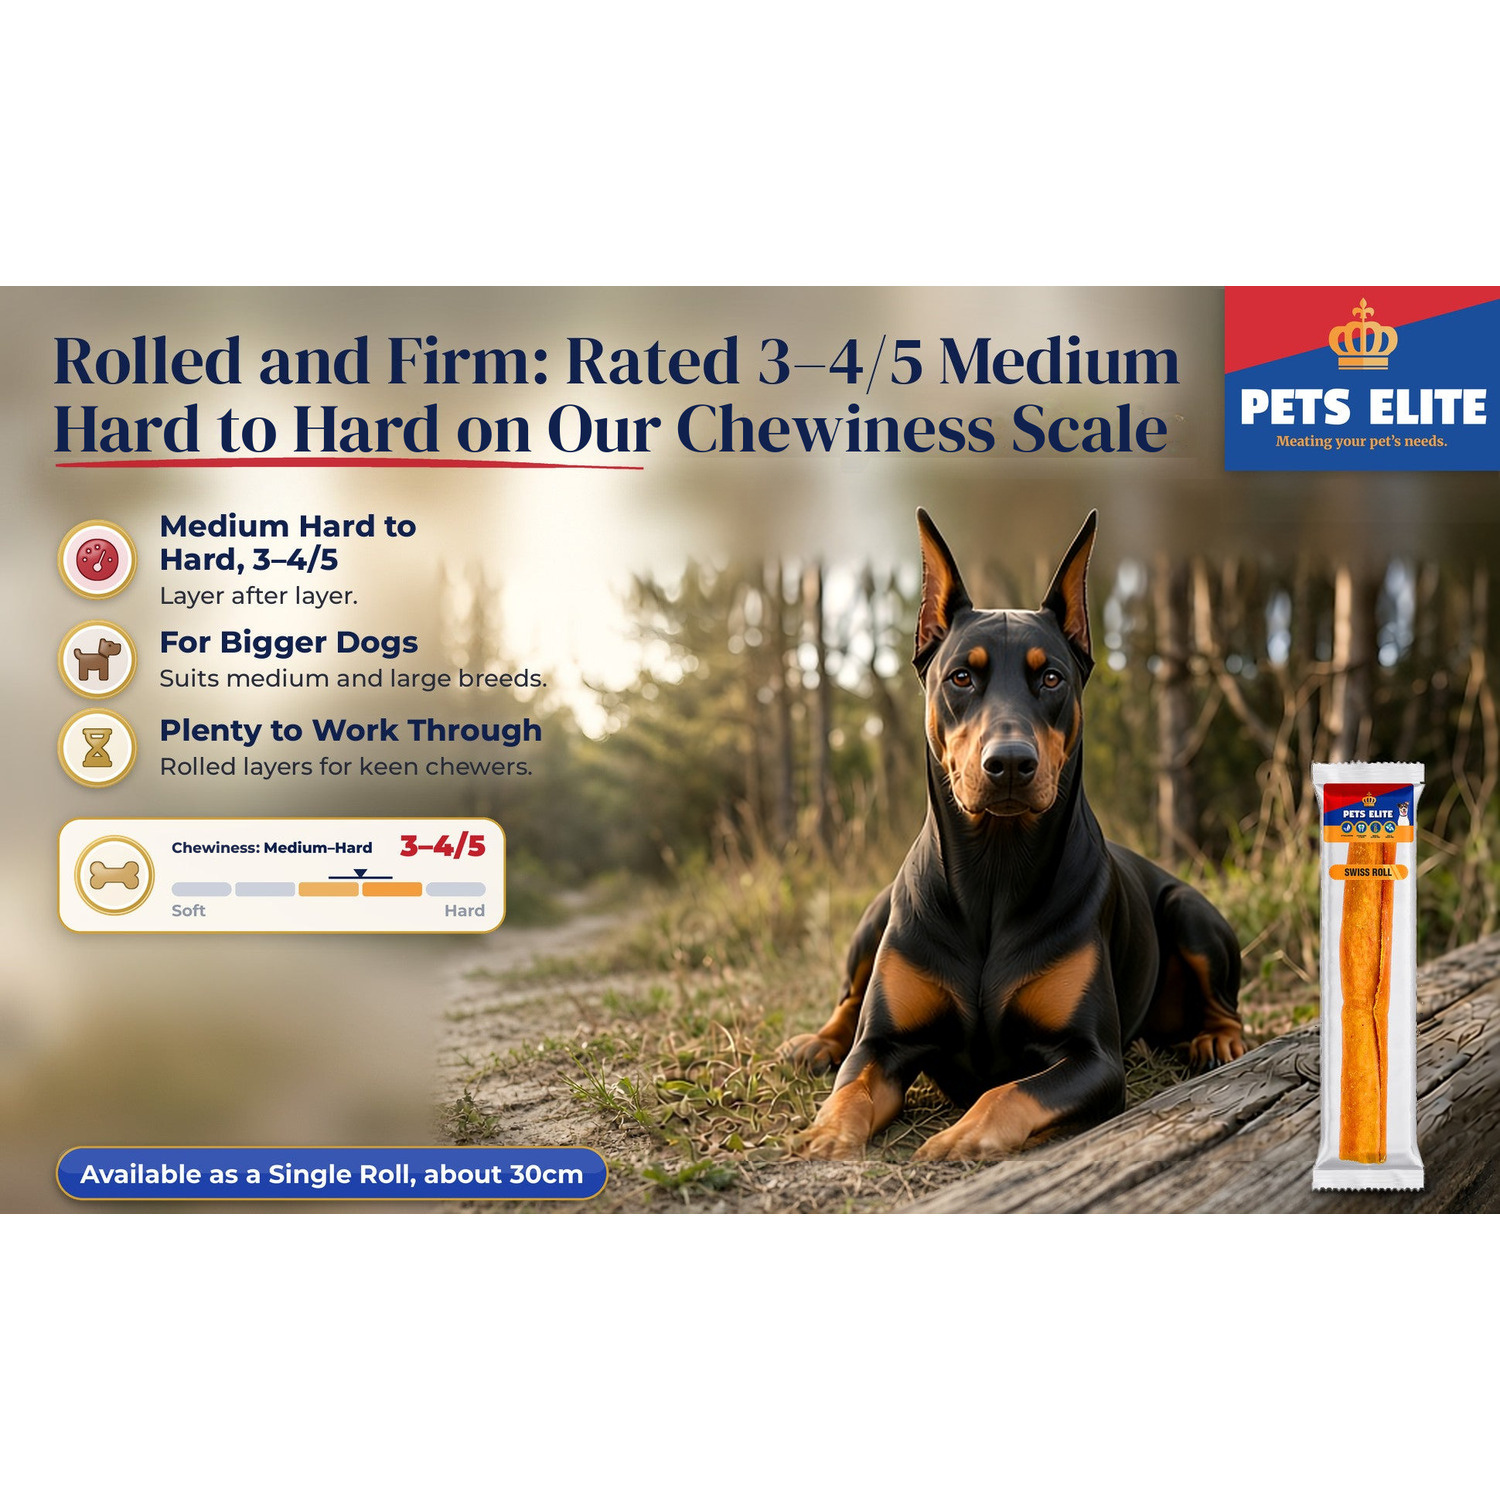 Rolled and Firm: Rated 3–4/5 Medium
Hard to Hard on Our Chewiness Scale
PETS ELITE
Meating your pet's needs.
Medium Hard to
Hard, 3–4/5
Layer after layer.
For Bigger Dogs
Suits medium and large breeds.
Plenty to Work Through
Rolled layers for keen chewers.
Chewiness: Medium–Hard 3–4/5
Soft Hard
PETS ELITE
SWISS ROLL
Available as a Single Roll, about 30cm